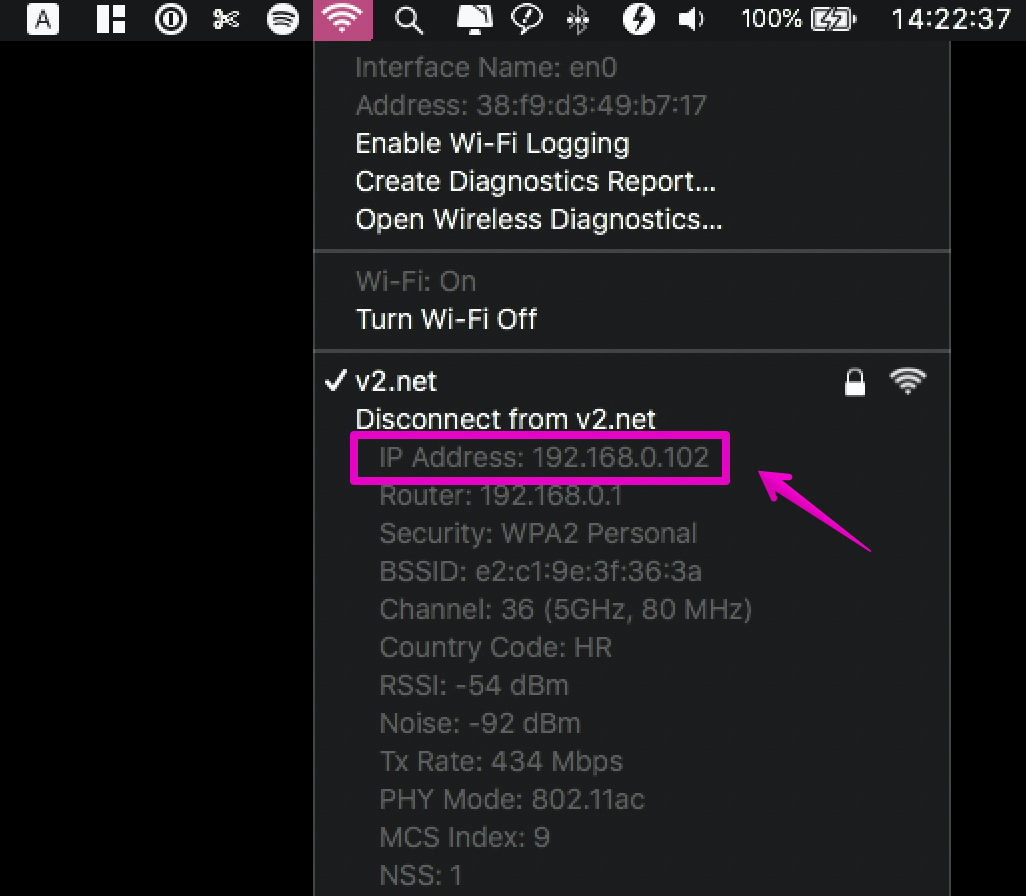 A
100%
14:22:37
Interface Name: en0
Address: 38:f9:d3:49:b7:17
Enable Wi-Fi Logging
Create Diagnostics Report...
Open Wireless Diagnostics...
Wi-Fi: On
Turn Wi-Fi Off
v2.net
Disconnect from v2.net
IP Address: 192.168.0.102
Router: 192.168.0.1
Security: WPA2 Personal
BSSID: e2:c1:9e:3f:36:3a
Channel: 36 (5GHz, 80 MHz)
Country Code: HR
RSSI: -54 dBm
Noise: -92 dBm
Tx Rate: 434 Mbps
PHY Mode: 802.11ac
MCS Index: 9
NSS: 1